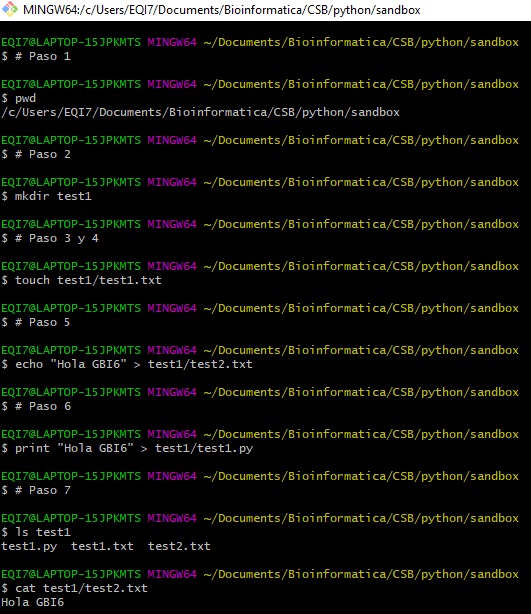 MINGW64:/c/Users/EQI7/Documents/Bioinformatica/CSB/python/sandbox
EQI7@LAPTOP-15JPKMTS MINGW64 ~/Documents/Bioinformatica/CSB/python/sandbox
$ # Paso 1
EQI7@LAPTOP-15JPKMTS MINGW64 ~/Documents/Bioinformatica/CSB/python/sandbox
$ pwd
/c/Users/EQI7/Documents/Bioinformatica/CSB/python/sandbox
EQI7@LAPTOP-15JPKMTS MINGW64 ~/Documents/Bioinformatica/CSB/python/sandbox
$ # Paso 2
EQI7@LAPTOP-15JPKMTS MINGW64 ~/Documents/Bioinformatica/CSB/python/sandbox
$ mkdir test1
EQI7@LAPTOP-15JPKMTS MINGW64 ~/Documents/Bioinformatica/CSB/python/sandbox
$ # Paso 3 y 4
EQI7@LAPTOP-15JPKMTS MINGW64 ~/Documents/Bioinformatica/CSB/python/sandbox
$ touch test1/test1.txt
EQI7@LAPTOP-15JPKMTS MINGW64 ~/Documents/Bioinformatica/CSB/python/sandbox
$ # Paso 5
EQI7@LAPTOP-15JPKMTS MINGW64 ~/Documents/Bioinformatica/CSB/python/sandbox
$ echo "Hola GBI6" > test1/test2.txt
EQI7@LAPTOP-15JPKMTS MINGW64 ~/Documents/Bioinformatica/CSB/python/sandbox
$ # Paso 6
EQI7@LAPTOP-15JPKMTS MINGW64 ~/Documents/Bioinformatica/CSB/python/sandbox
$ print "Hola GBI6" > test1/test1.py
EQI7@LAPTOP-15JPKMTS MINGW64 ~/Documents/Bioinformatica/CSB/python/sandbox
$ # Paso 7
EQI7@LAPTOP-15JPKMTS MINGW64 ~/Documents/Bioinformatica/CSB/python/sandbox
$ ls test1
test1.py  test1.txt  test2.txt
EQI7@LAPTOP-15JPKMTS MINGW64 ~/Documents/Bioinformatica/CSB/python/sandbox
$ cat test1/test2.txt
Hola GBI6